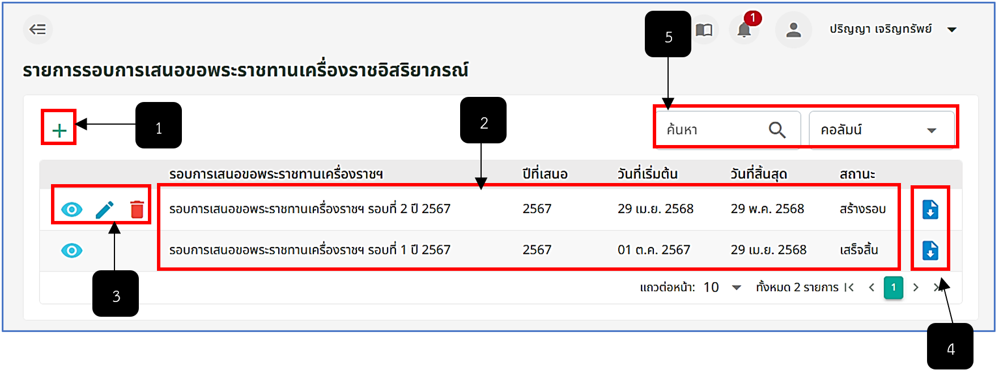 5
1
ปริญญา เจริญทรัพย์
รายการรอบการเสนอขอพระราชทานเครื่องราชอิสริยาภรณ์
1
2
ค้นหา
คอลัมน์
รอบการเสนอขอพระราชทานเครื่องราชฯ ปีที่เสนอ วันที่เริ่มต้น วันที่สิ้นสุด สถานะ
รอบการเสนอขอพระราชทานเครื่องราชฯ รอบที่ 2 ปี 2567 2567 29 เม.ย. 2568 29 พ.ค. 2568 สร้างรอบ
รอบการเสนอขอพระราชทานเครื่องราชฯ รอบที่ 1 ปี 2567 2567 01 ต.ค. 2567 29 เม.ย. 2568 เสร็จสิ้น
แถวต่อหน้า: 10 ทั้งหมด 2 รายการ 1
3
4